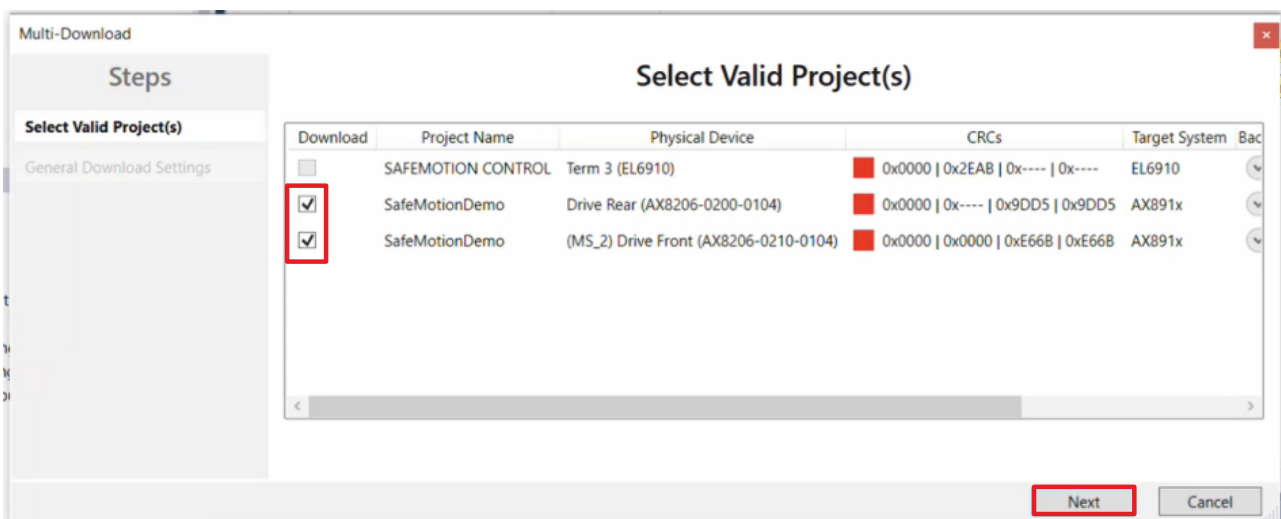 Multi-Download
Steps
Select Valid Project(s)
General Download Settings
Select Valid Project(s)
Download Project Name Physical Device CRCs Target System Bac
SAFEMOTION CONTROL Term 3 (EL6910) 0x0000 | 0x2EAB | 0x---- | 0x---- EL6910
SafeMotionDemo Drive Rear (AX8206-0200-0104) 0x0000 | 0x---- | 0x9DD5 | 0x9DD5 AX891x
SafeMotionDemo (MS_2) Drive Front (AX8206-0210-0104) 0x0000 | 0x0000 | 0xE66B | 0xE66B AX891x
Next Cancel